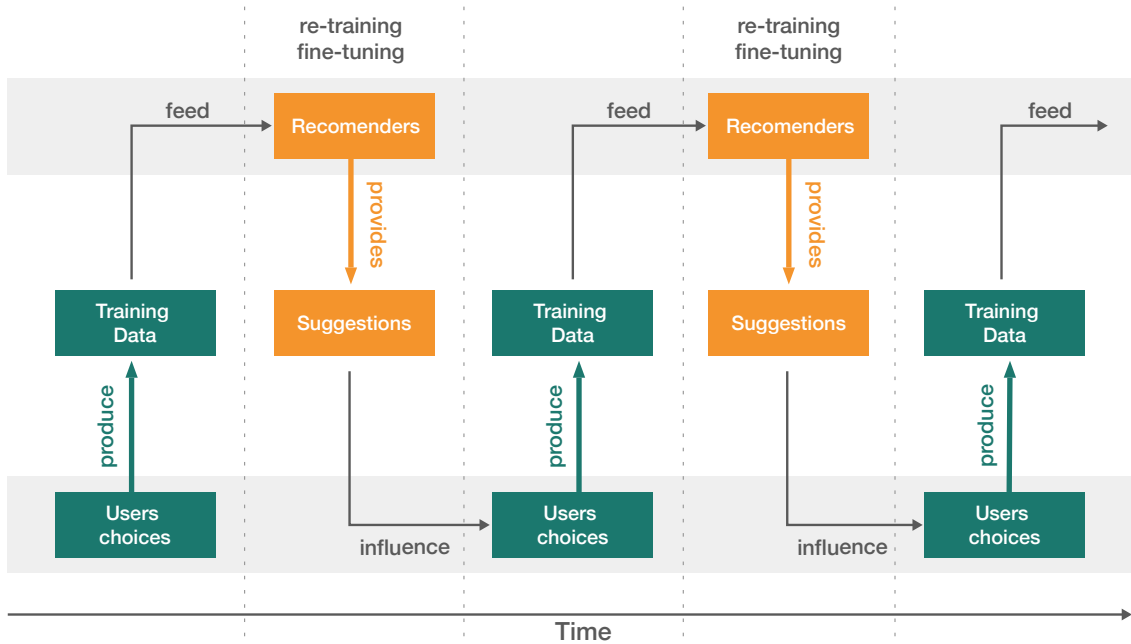 re-training
fine-tuning
re-training
fine-tuning
feed
feed
feed
Recomenders
Recomenders
provides
provides
Training
Data
Suggestions
Training
Data
Suggestions
Training
Data
produce
produce
produce
Users
choices
Users
choices
Users
choices
influence
influence
Time